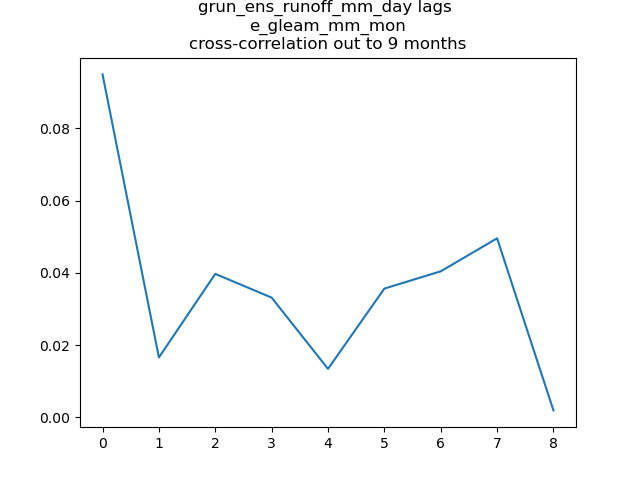 grun_ens_runoff_mm_day lags
e_gleam_mm_mon
cross-correlation out to 9 months
0.08
0.06
0.04
0.02
0.00
0 1 2 3 4 5 6 7 8